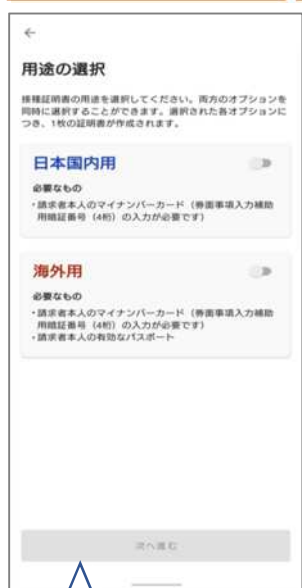 用途の選択
接種証明書の用途を選択してください。両方のオプションを
同時に選択することができます。選択された各オプションに
つき、1枚の証明書が作成されます。
日本国内用
必要なもの
・請求者本人のマイナンバーカード（券面事項入力補助
用暗証番号（4桁）の入力が必要です）
海外用
必要なもの
・請求者本人のマイナンバーカード（券面事項入力補助
用暗証番号（4桁）の入力が必要です）
・請求者本人の有効なパスポート
次へ進む